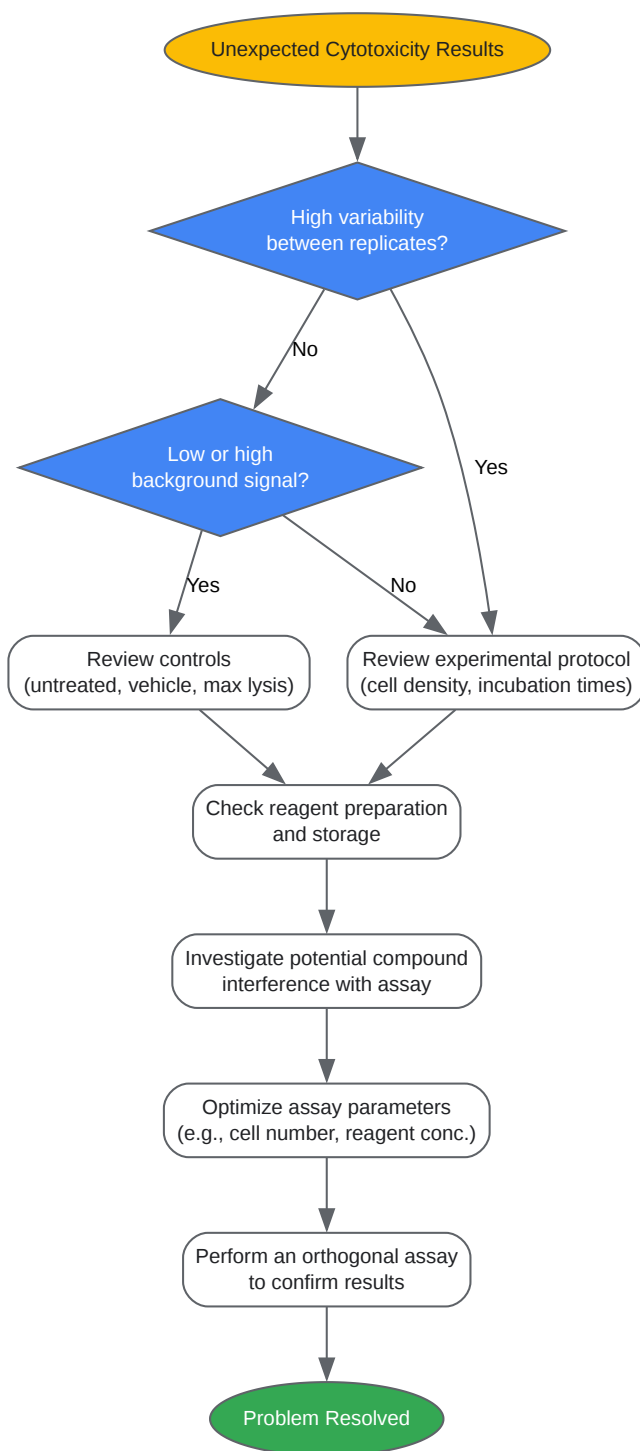 Unexpected Cytotoxicity Results
High variability
between replicates?
No
Low or high
background signal?
Yes
Yes
No
Review controls
(untreated, vehicle, max lysis)
Review experimental protocol
(cell density, incubation times)
Check reagent preparation
and storage
Investigate potential compound
interference with assay
Optimize assay parameters
(e.g., cell number, reagent conc.)
Perform an orthogonal assay
to confirm results
Problem Resolved